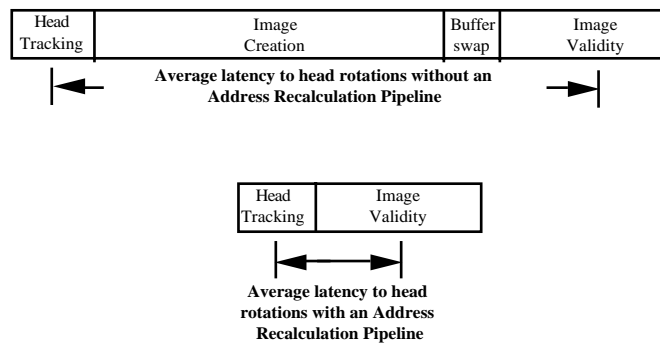 Head Tracking
Image Creation
Buffer swap
Image Validity
Average latency to head rotations without an
Address Recalculation Pipeline
Head Tracking
Image Validity
Average latency to head
rotations with an Address
Recalculation Pipeline